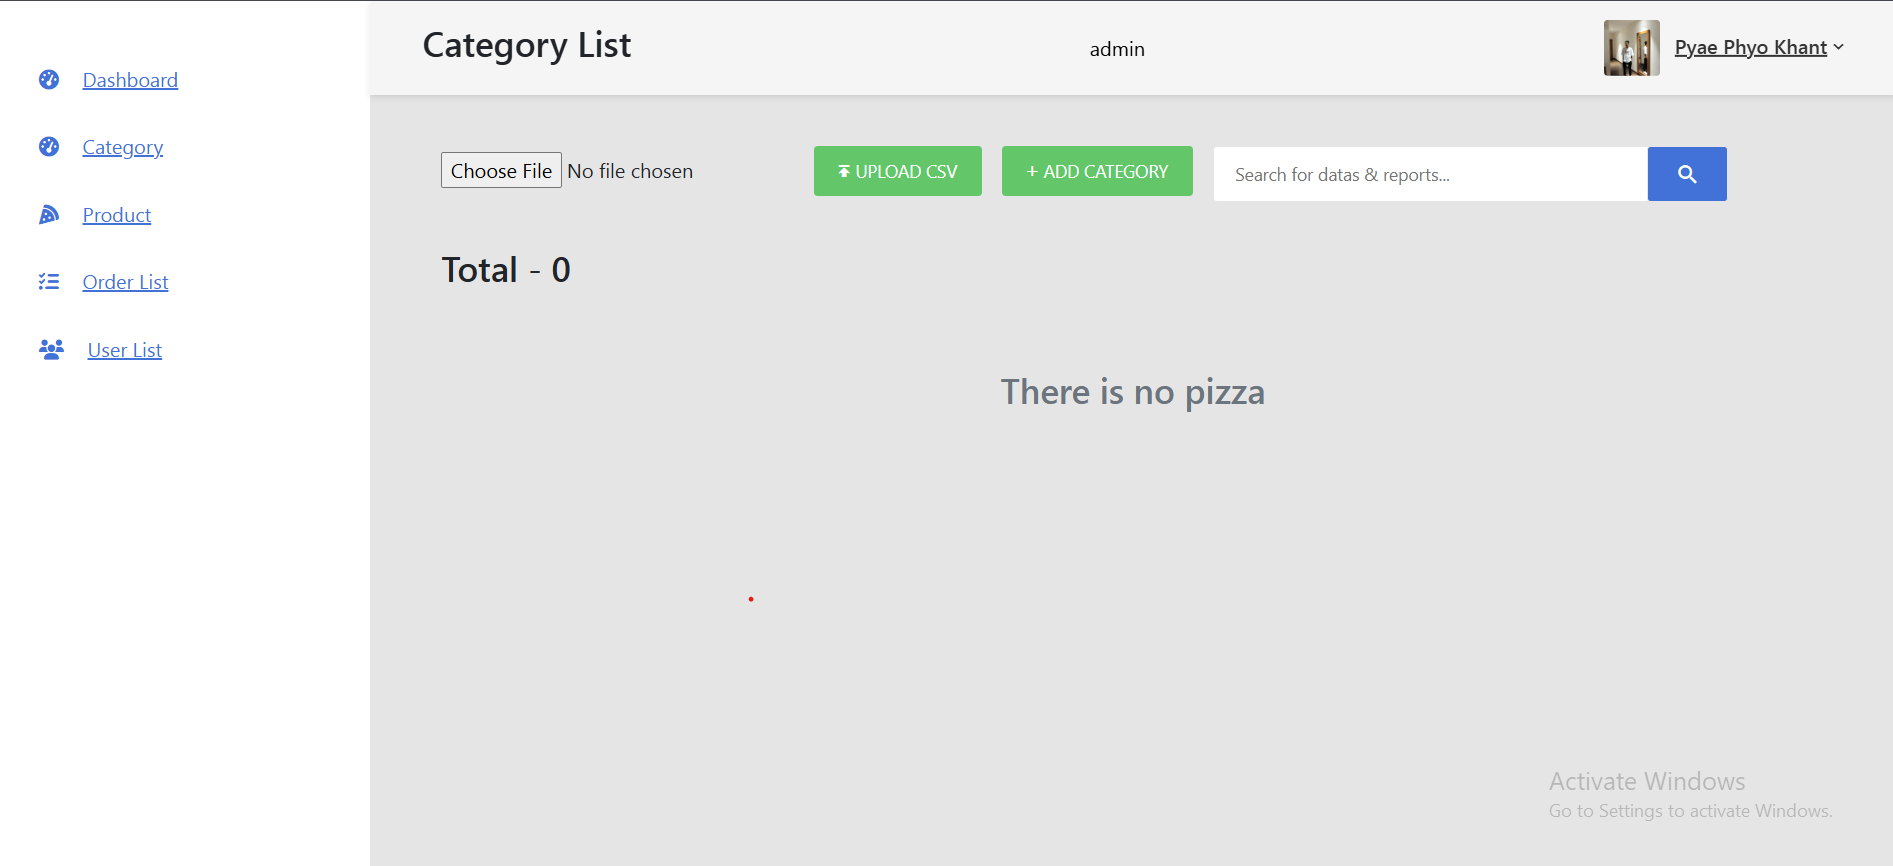 Category List
admin
Pyae Phyo Khant
Dashboard
Category
Product
Order List
User List
Choose File No file chosen
UPLOAD CSV
+ ADD CATEGORY
Search for datas & reports...
Total - 0
There is no pizza
Activate Windows
Go to Settings to activate Windows.